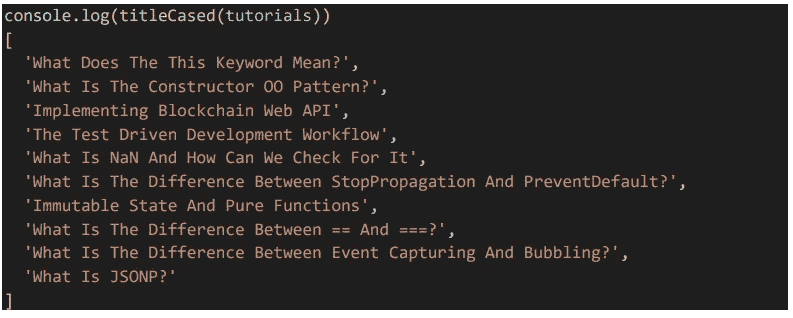 console.log(titleCased(tutorials))
[
  'What Does The This Keyword Mean?',
  'What Is The Constructor OO Pattern?',
  'Implementing Blockchain Web API',
  'The Test Driven Development Workflow',
  'What Is NaN And How Can We Check For It',
  'What Is The Difference Between StopPropagation And PreventDefault?',
  'Immutable State And Pure Functions',
  'What Is The Difference Between == And ===?',
  'What Is The Difference Between Event Capturing And Bubbling?',
  'What Is JSONP?'
]